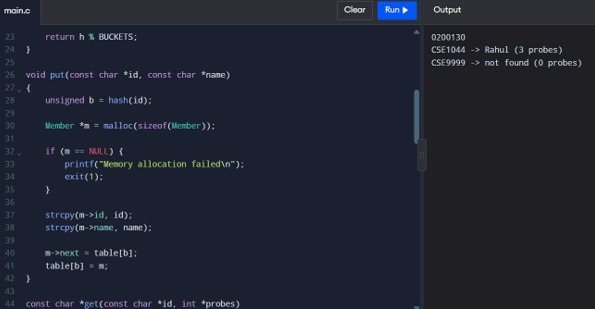 main.c
Clear
Run
Output
23 return h % BUCKETS;
24 }
25
26 void put(const char *id, const char *name)
27 {
28 unsigned b = hash(id);
29
30 Member *m = malloc(sizeof(Member));
31
32 if (m == NULL) {
33 printf("Memory allocation failed\n");
34 exit(1);
35 }
36
37 strcpy(m->id, id);
38 strcpy(m->name, name);
39
40 m->next = table[b];
41 table[b] = m;
42 }
43
44 const char *get(const char *id, int *probes)
0200130
CSE1044 -> Rahul (3 probes)
CSE9999 -> not found (0 probes)